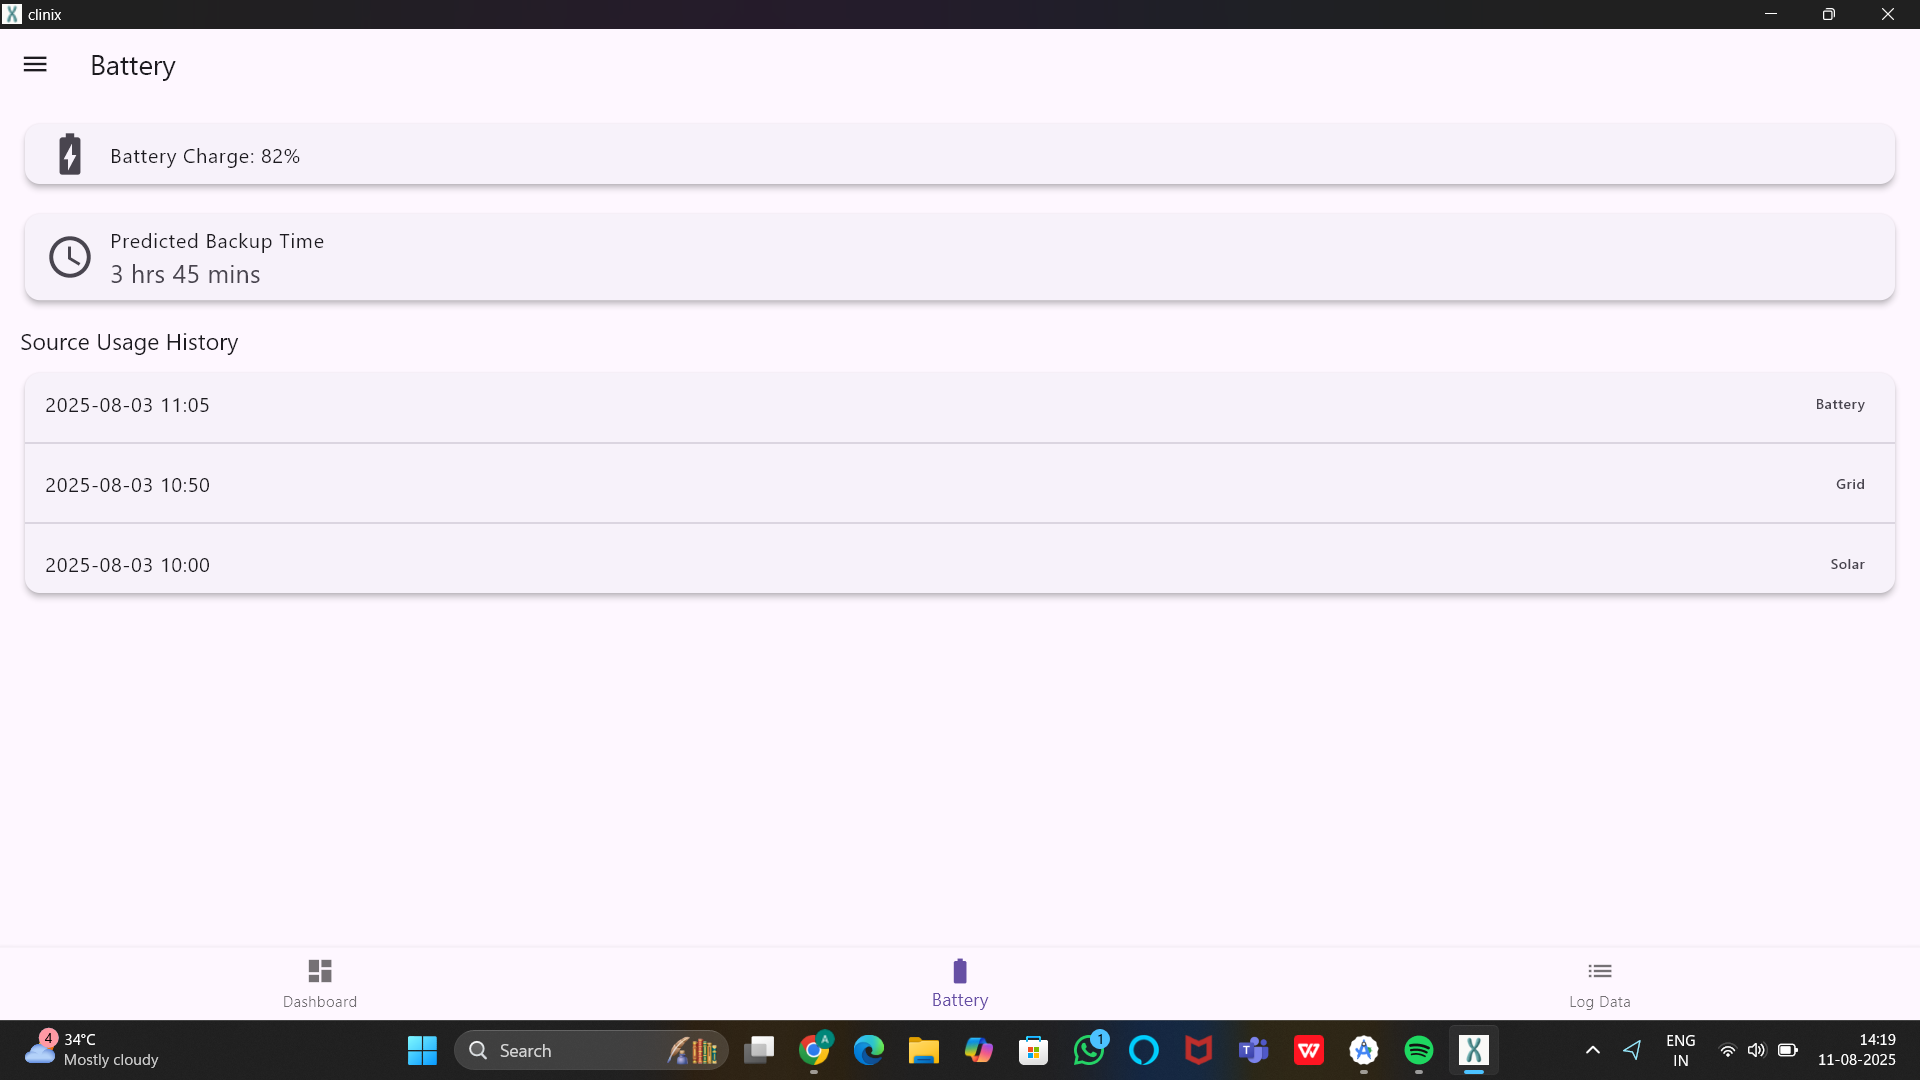 clinix
Battery
Battery Charge: 82%
Predicted Backup Time
3 hrs 45 mins
Source Usage History
2025-08-03 11:05 Battery
2025-08-03 10:50 Grid
2025-08-03 10:00 Solar
Dashboard
Battery
Log Data
4
34°C
Mostly cloudy
Search
A
1
T
W
ENG
IN
14:19
11-08-2025